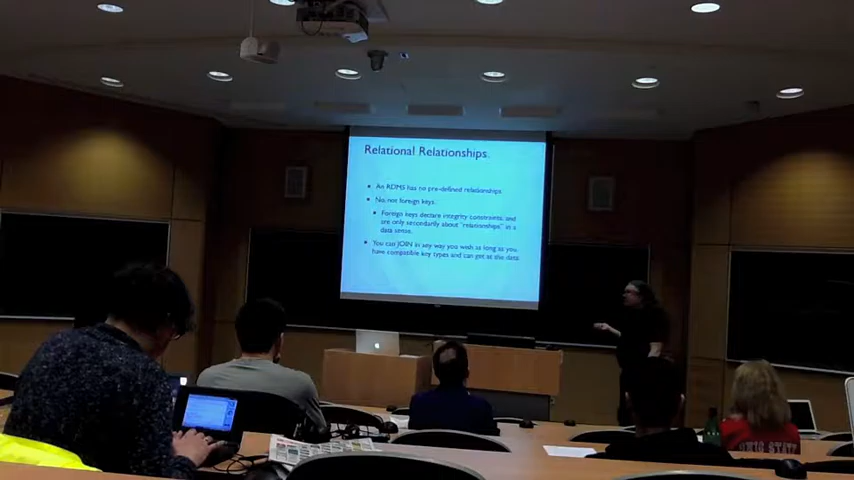 Relational Relationships.
An RDMS has no pre-defined relationships.
No, not foreign keys.
Foreign keys declare integrity constraints, and
are only secondarily about "relationships" in a
data sense.
You can JOIN in any way you wish as long as you
have compatible key types and can get at the data
STATE